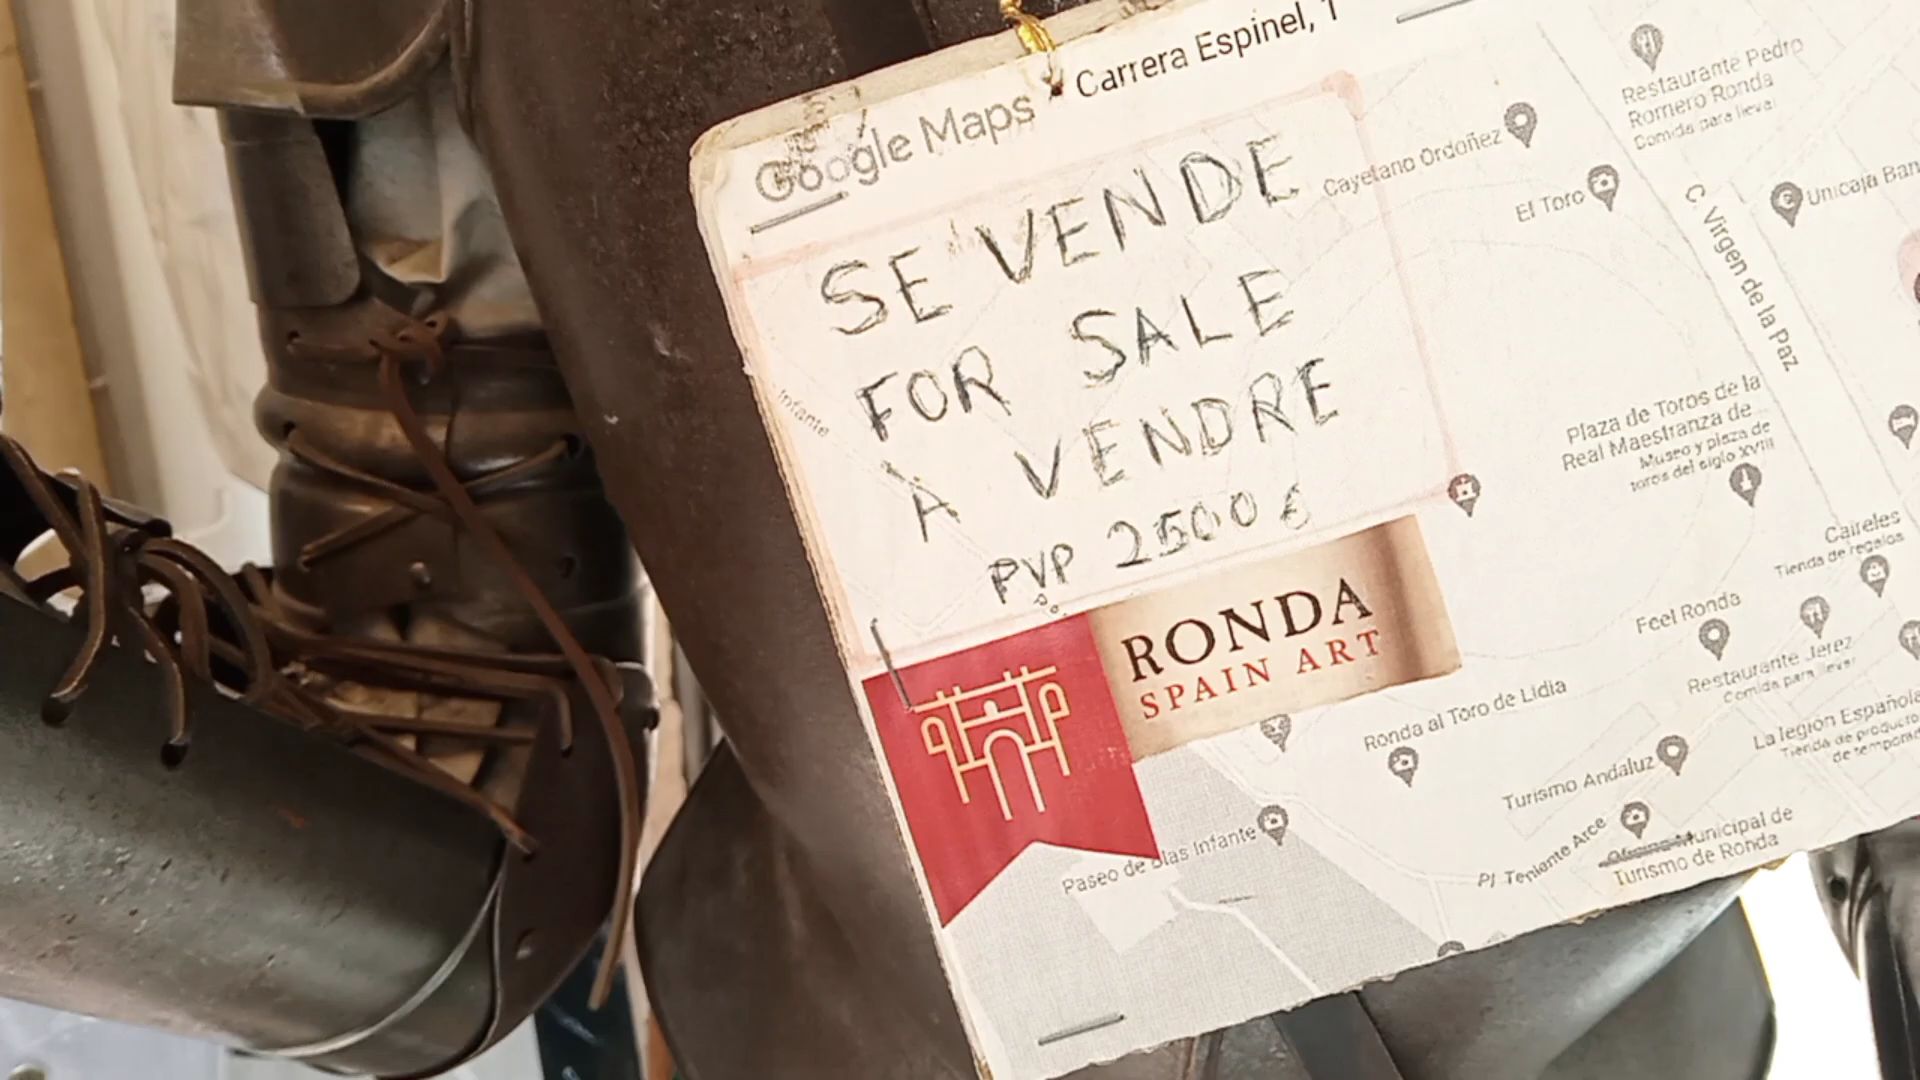 Google Maps Carrera Espinel, 1
SE VENDE
FOR SALE
À VENDRE
PVP 2500 €
RONDA
SPAIN ART
Infante
Cayetano Ordoñez
El Toro
Restaurante Pedro
Romero Ronda
Comida para llevar
Unicaja Ban
C. Virgen de la Paz
Plaza de Toros de la
Real Maestranza de...
Museo y plaza de
toros del siglo XVIII
Caireles
Tienda de regalos
Feel Ronda
Restaurante Jerez
Comida para llevar
Ronda al Toro de Lidia
La legión Española
Tienda de producto
de tempora
Turismo Andaluz
Paseo de Blas Infante
Pl Teniente Arce
Oficina Municipal de
Turismo de Ronda